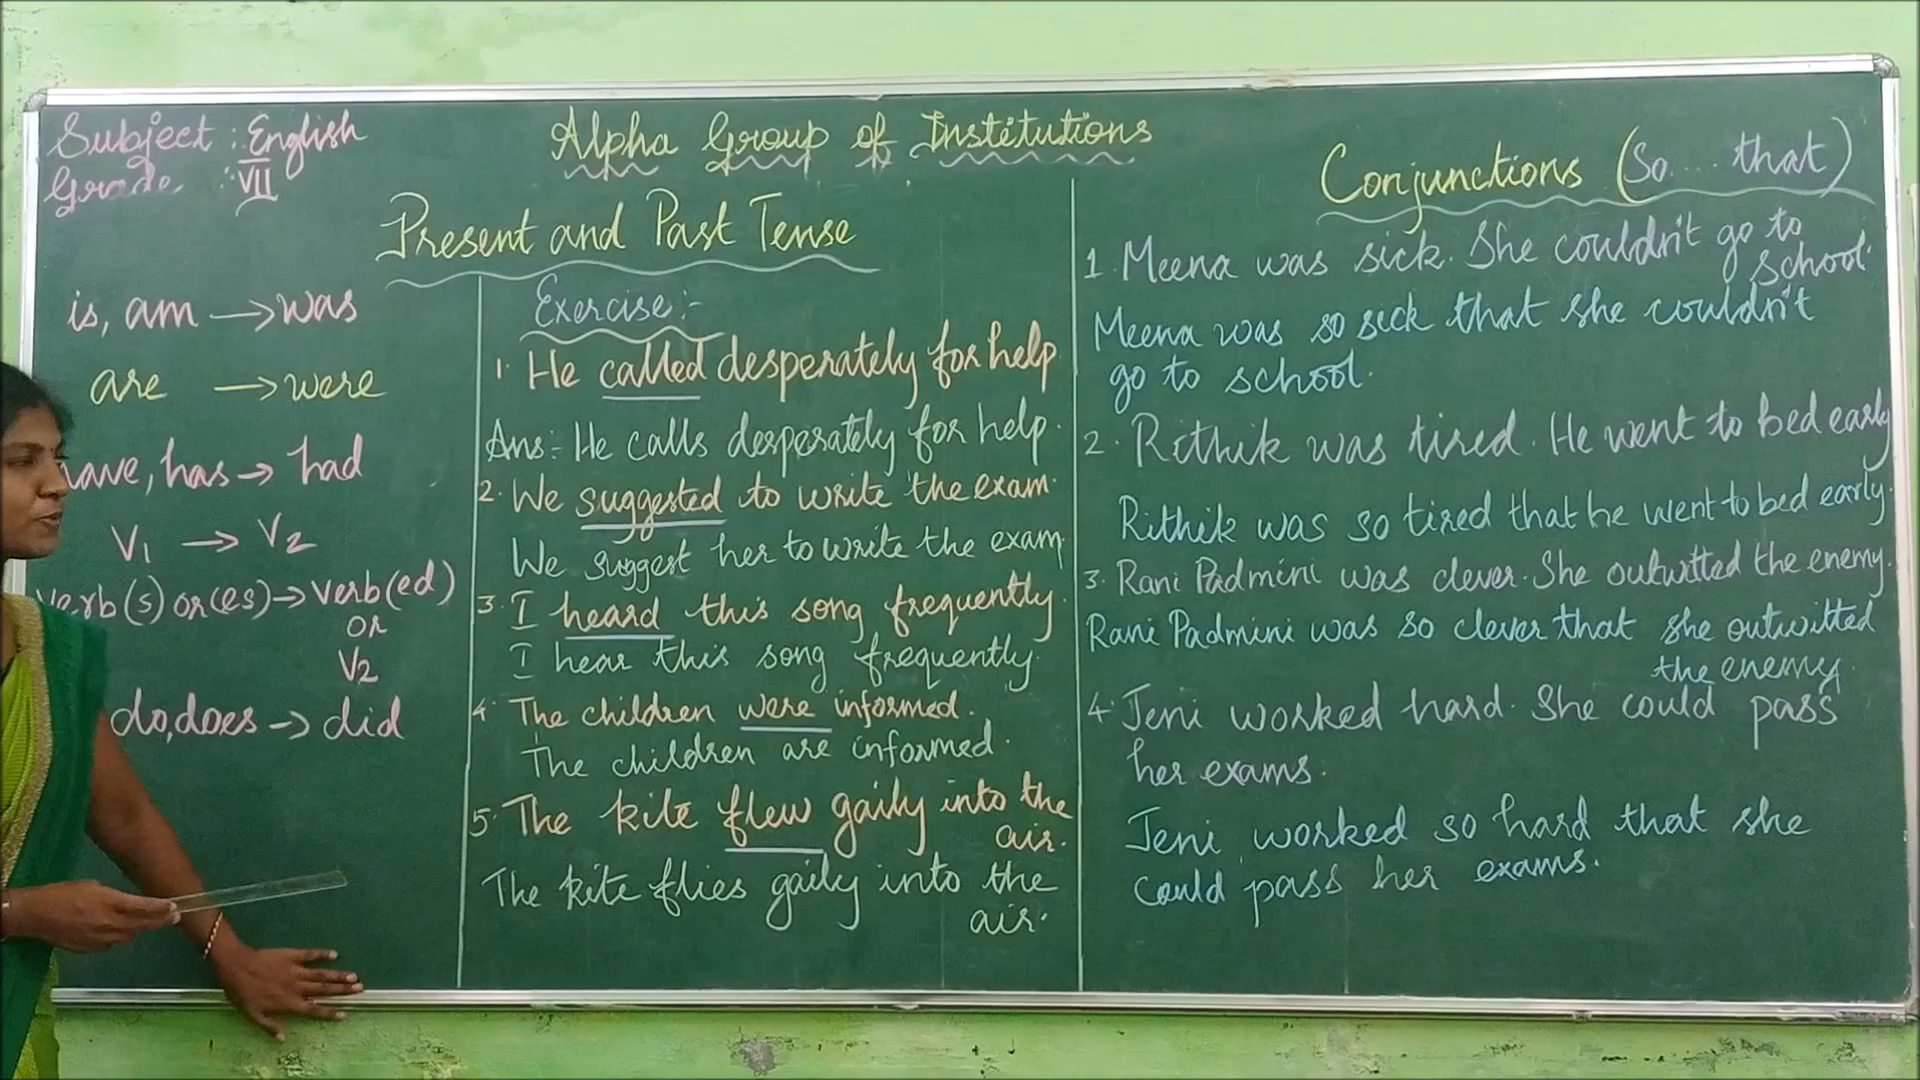 Subject : English
Grade : VII
Alpha Group of Institutions
Present and Past Tense
is, am → was
are → were
have, has → had
V1 → V2
verb(s) or (es) → verb(ed)
or
V2
do, does → did
Exercise:-
1. He called desperately for help
Ans:- He calls desperately for help.
2. We suggested to write the exam.
We suggest her to write the exam
3. I heard this song frequently.
I hear this song frequently.
4. The children were informed.
The children are informed.
5. The kite flew gaily into the
air.
The kite flies gaily into the
air.
Conjunctions (So.... that)
1. Meena was sick. She couldn't go to
school.
Meena was so sick that she couldn't
go to school.
2. Rithik was tired. He went to bed early
Rithik was so tired that he went to bed early.
3. Rani Padmini was clever. She outwitted the enemy.
Rani Padmini was so clever that she outwitted
the enemy.
4. Jeni worked hard. She could pass
her exams.
Jeni worked so hard that she
could pass her exams.